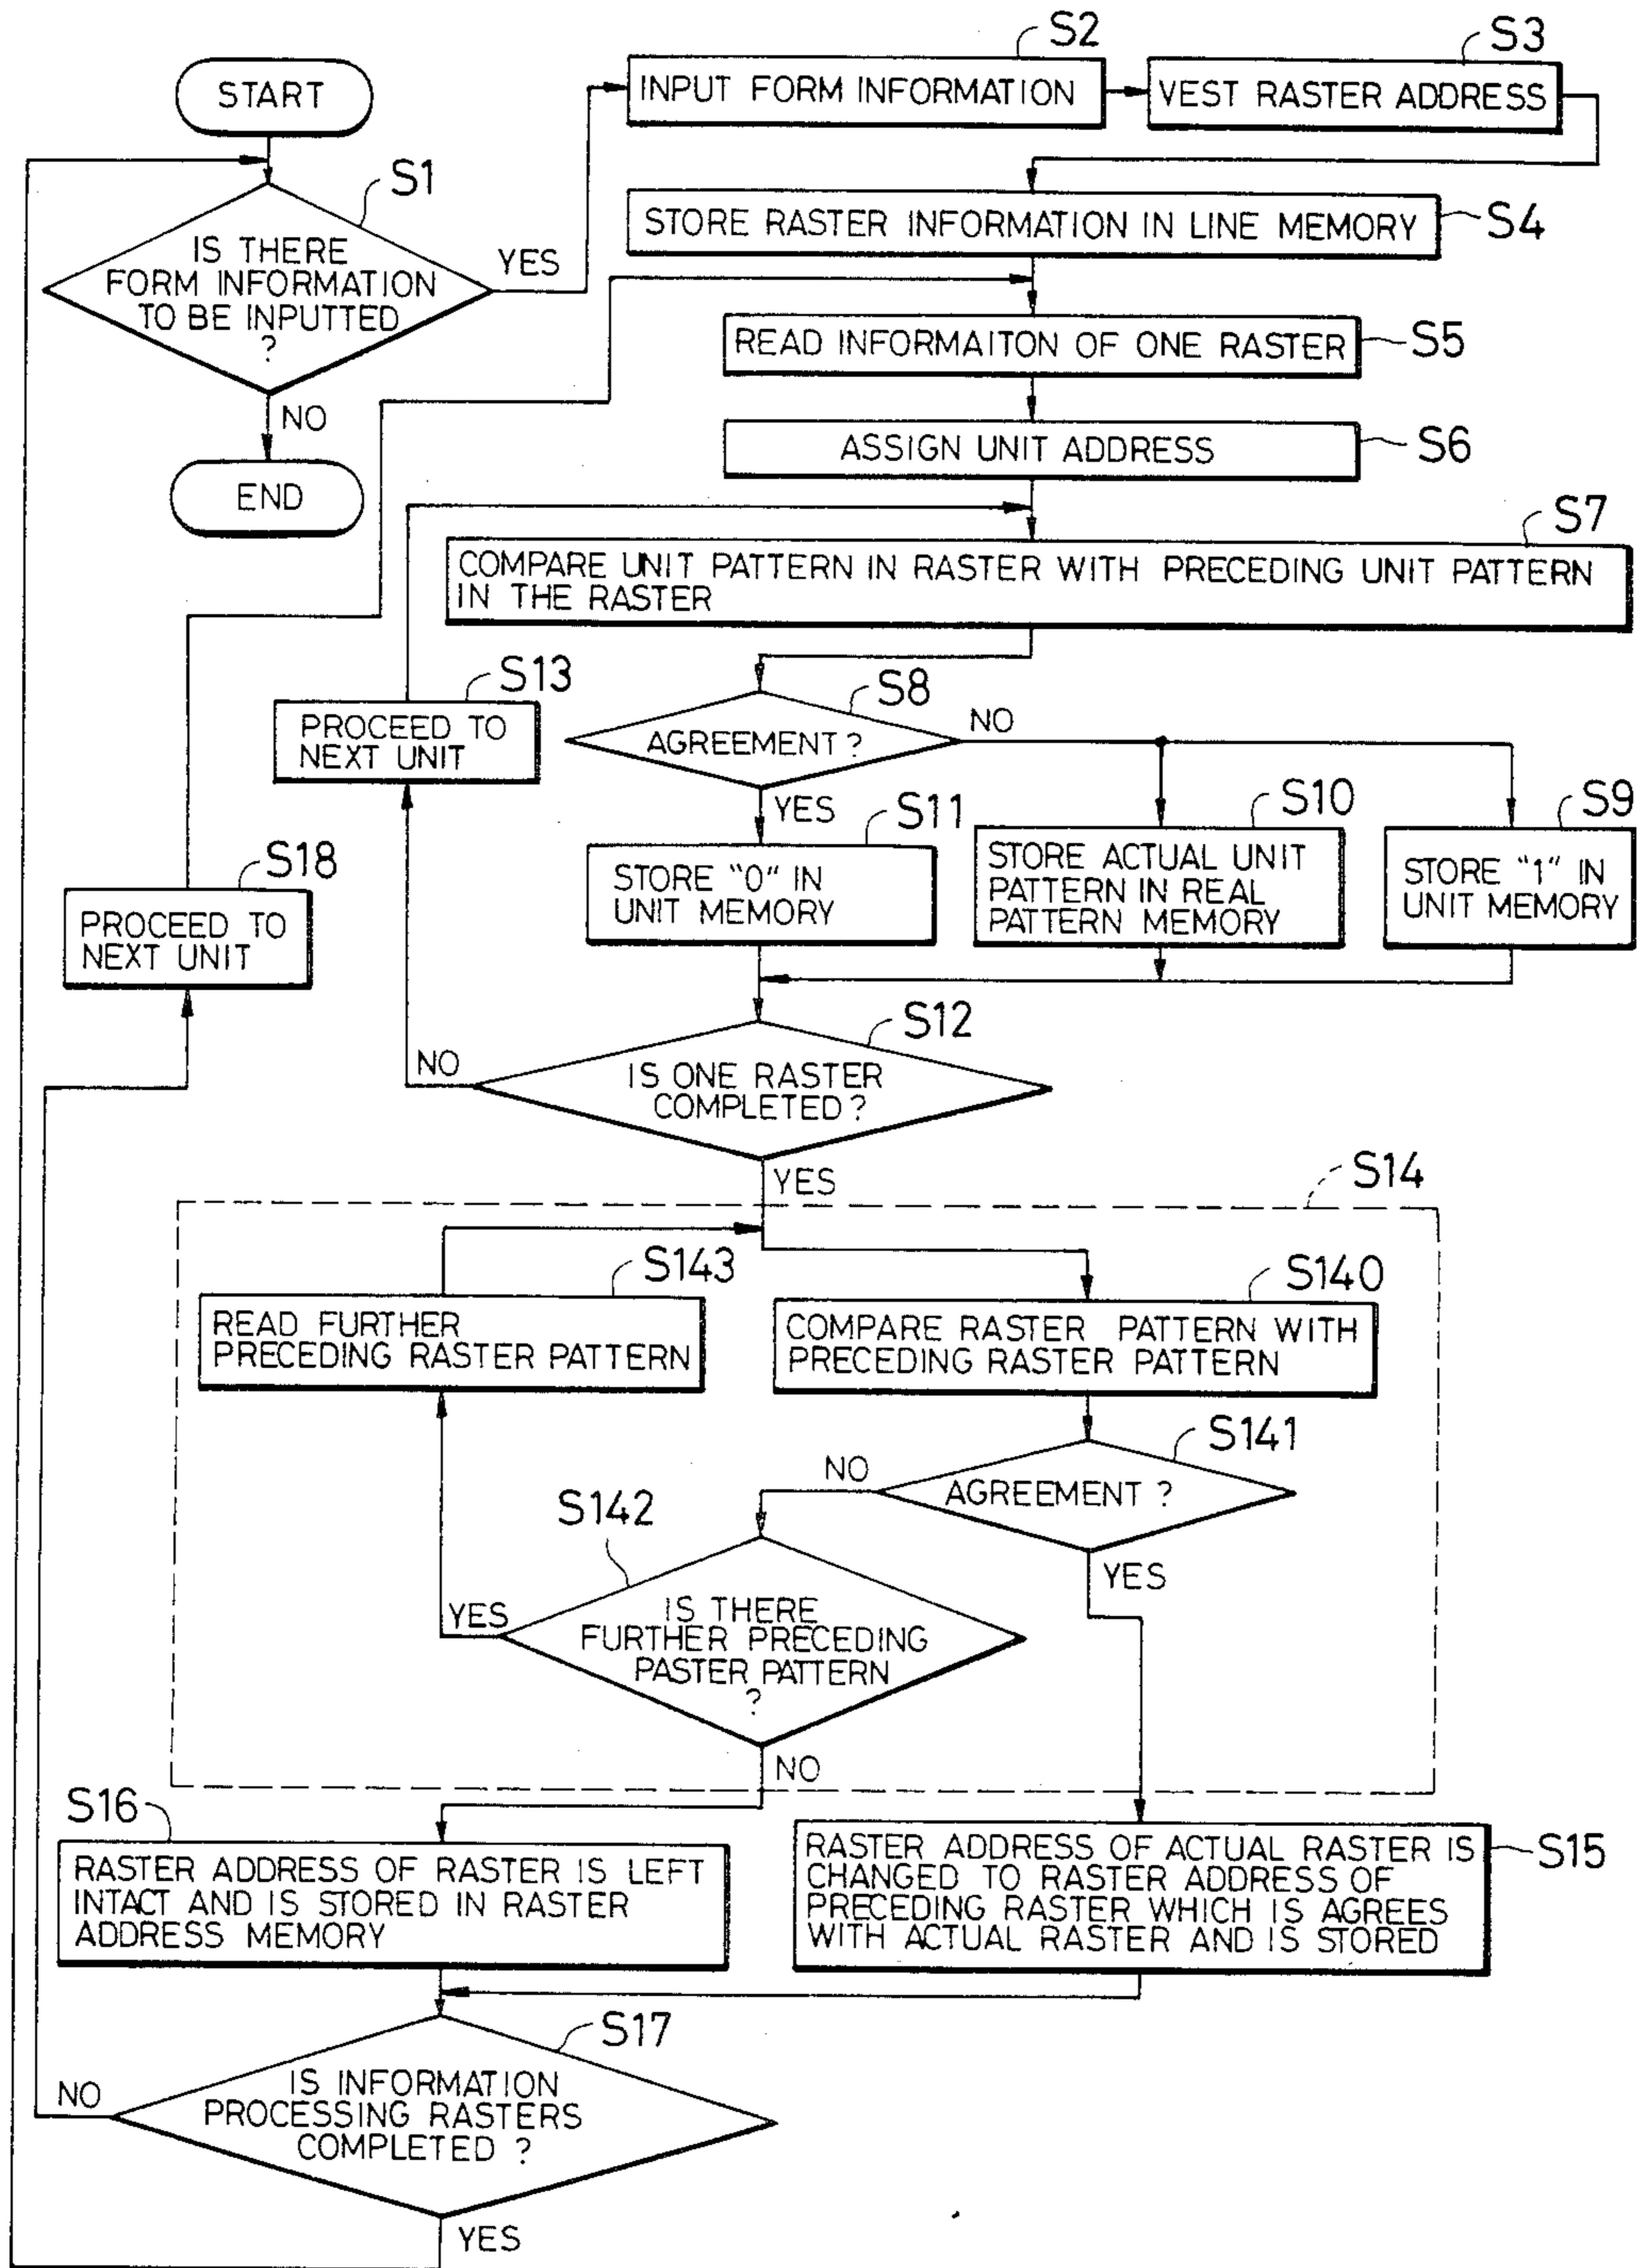 START
S1
IS THERE
FORM INFORMATION
TO BE INPUTTED
?
YES
NO
END
S2
INPUT FORM INFORMATION
S3
VEST RASTER ADDRESS
STORE RASTER INFORMATION IN LINE MEMORY
S4
READ INFORMAITON OF ONE RASTER
S5
ASSIGN UNIT ADDRESS
S6
S7
COMPARE UNIT PATTERN IN RASTER WITH PRECEDING UNIT PATTERN
IN THE RASTER
S8
AGREEMENT ?
NO
YES
S13
PROCEED TO
NEXT UNIT
S11
STORE "0" IN
UNIT MEMORY
S10
STORE ACTUAL UNIT
PATTERN IN REAL
PATTERN MEMORY
S9
STORE "1" IN
UNIT MEMORY
S18
PROCEED TO
NEXT UNIT
S12
IS ONE RASTER
COMPLETED ?
NO
YES
S14
S143
READ FURTHER
PRECEDING RASTER PATTERN
S140
COMPARE RASTER PATTERN WITH
PRECEDING RASTER PATTERN
S141
AGREEMENT ?
NO
YES
S142
IS THERE
FURTHER PRECEDING
PASTER PATTERN
?
YES
NO
S16
RASTER ADDRESS OF RASTER IS LEFT
INTACT AND IS STORED IN RASTER
ADDRESS MEMORY
RASTER ADDRESS OF ACTUAL RASTER IS
CHANGED TO RASTER ADDRESS OF
PRECEDING RASTER WHICH IS AGREES
WITH ACTUAL RASTER AND IS STORED
S15
S17
IS INFORMATION
PROCESSING RASTERS
COMPLETED ?
NO
YES